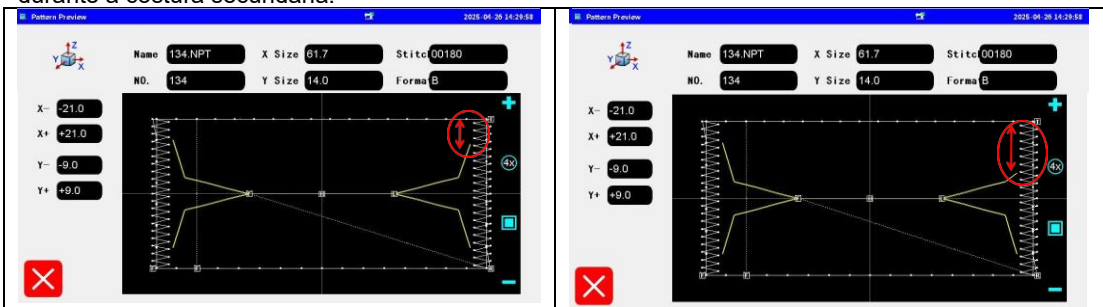 durante a costura secundária.
Pattern Preview 2025-04-26 14:29:58
Name 134.NPT X Size 61.7 Stitc 00180
NO. 134 Y Size 14.0 Forma B
X- -21.0
X+ +21.0
Y- -9.0
Y+ +9.0
4x
Pattern Preview 2025-04-26 14:29:58
Name 134.NPT X Size 61.7 Stitc 00180
NO. 134 Y Size 14.0 Forma B
X- -21.0
X+ +21.0
Y- -9.0
Y+ +9.0
4x